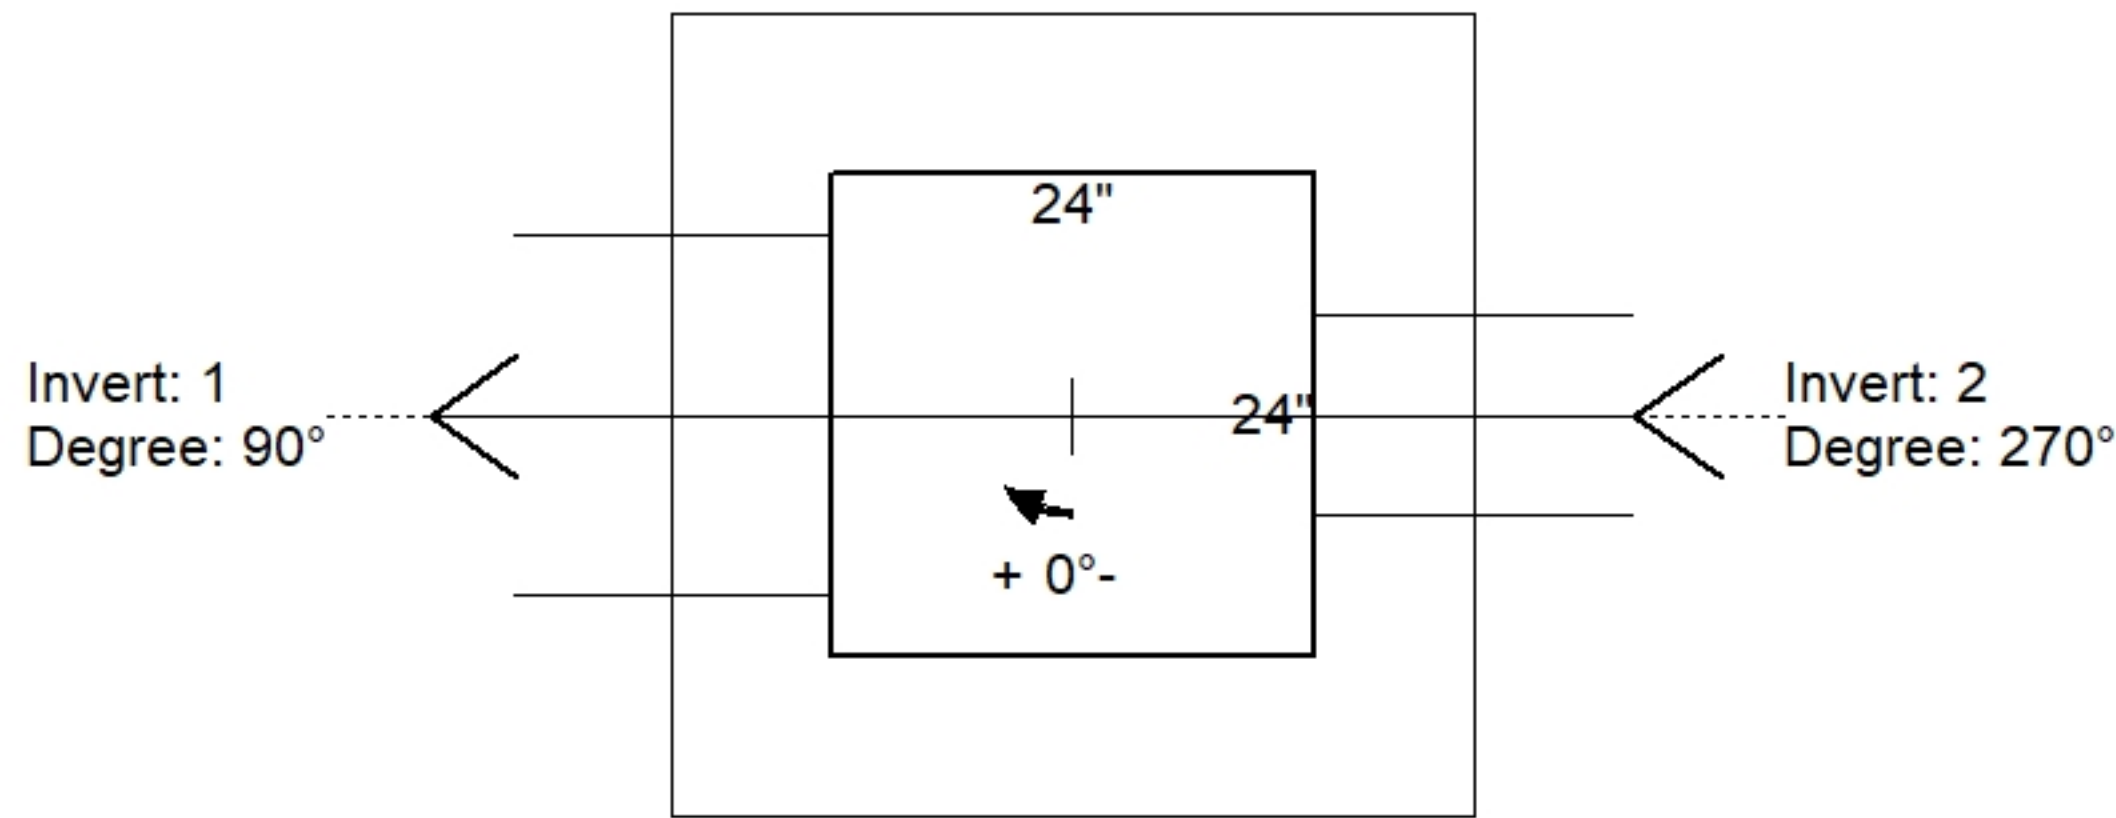 24"
Invert: 1
Degree: 90°
24"
Invert: 2
Degree: 270°
+ 0°-